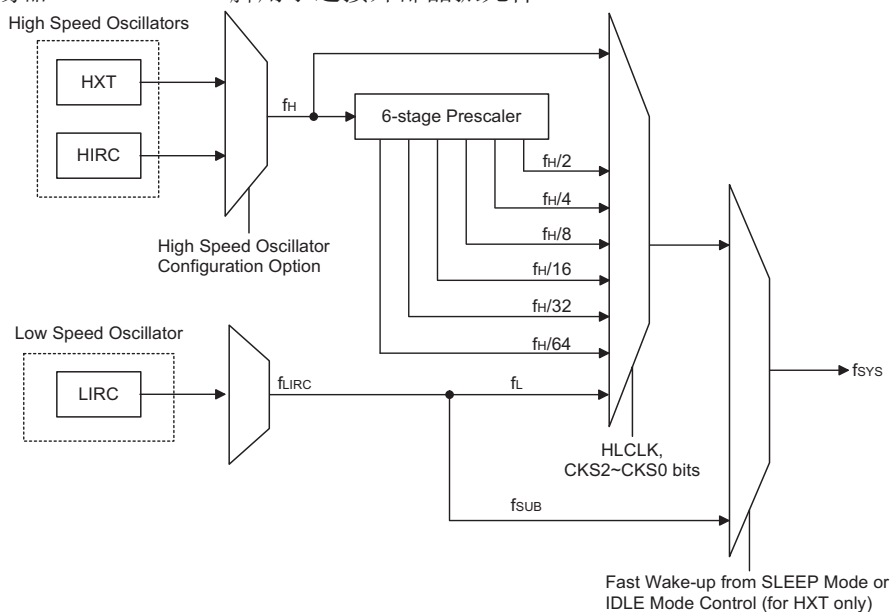 High Speed Oscillators
HXT
HIRC
fH
6-stage Prescaler
fH/2
fH/4
fH/8
fH/16
fH/32
fH/64
High Speed Oscillator
Configuration Option
Low Speed Oscillator
LIRC
fLIRC
fL
fSUB
HLCLK,
CKS2~CKS0 bits
fSYS
Fast Wake-up from SLEEP Mode or
IDLE Mode Control (for HXT only)